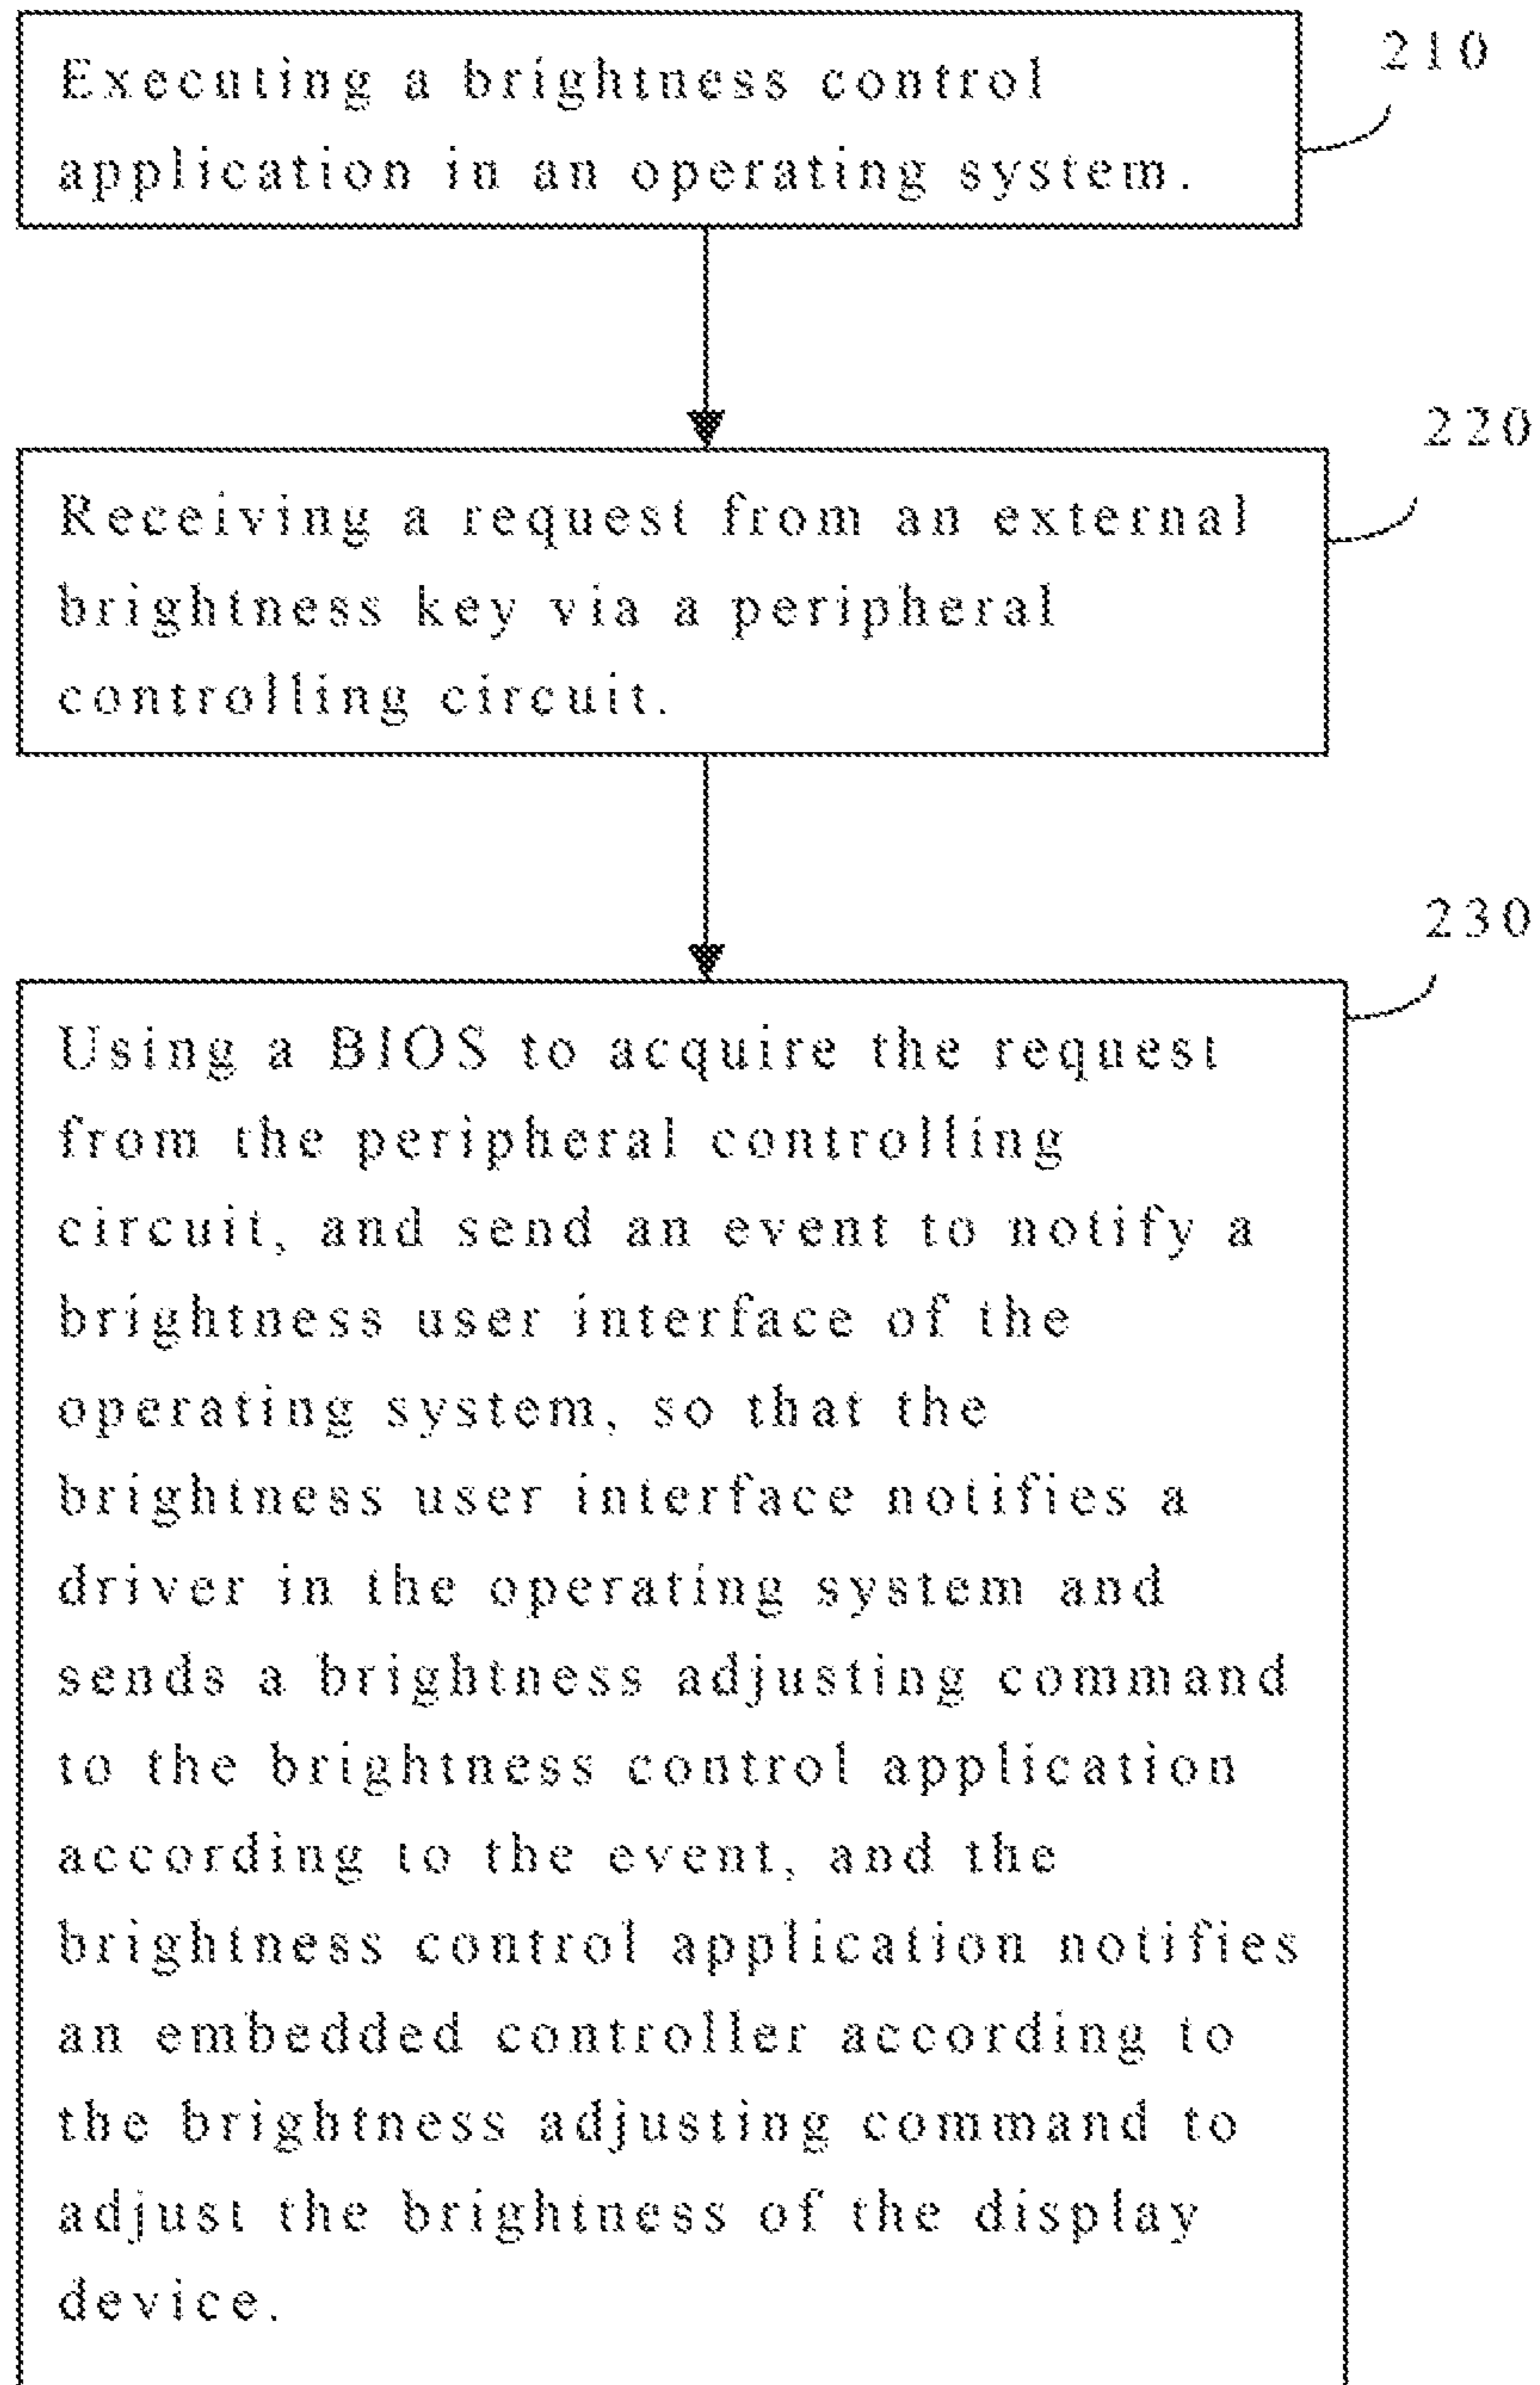 Executing a brightness control
application in an operating system.
210
Receiving a request from an external
brightness key via a peripheral
controlling circuit.
220
Using a BIOS to acquire the request
from the peripheral controlling
circuit, and send an event to notify a
brightness user interface of the
operating system, so that the
brightness user interface notifies a
driver in the operating system and
sends a brightness adjusting command
to the brightness control application
according to the event, and the
brightness control application notifies
an embedded controller according to
the brightness adjusting command to
adjust the brightness of the display
device.
230